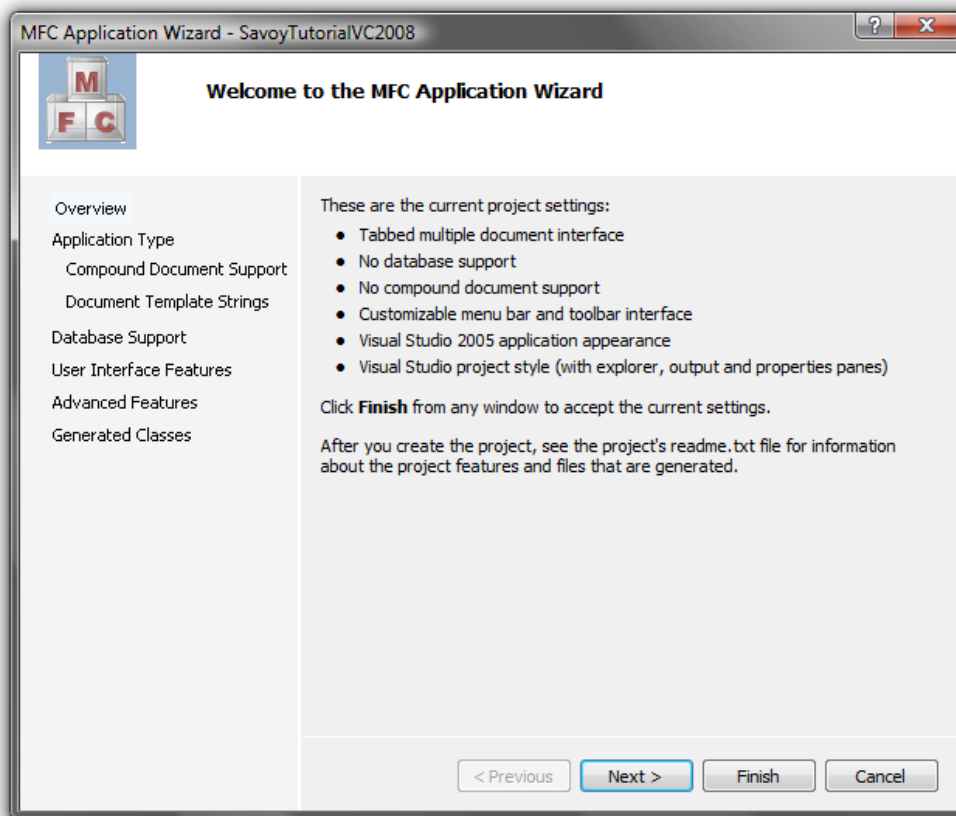 MFC Application Wizard - SavoyTutorialVC2008
?
M
F C
Welcome to the MFC Application Wizard
Overview
Application Type
Compound Document Support
Document Template Strings
Database Support
User Interface Features
Advanced Features
Generated Classes
These are the current project settings:
• Tabbed multiple document interface
• No database support
• No compound document support
• Customizable menu bar and toolbar interface
• Visual Studio 2005 application appearance
• Visual Studio project style (with explorer, output and properties panes)
Click Finish from any window to accept the current settings.
After you create the project, see the project's readme.txt file for information
about the project features and files that are generated.
< Previous
Next >
Finish
Cancel